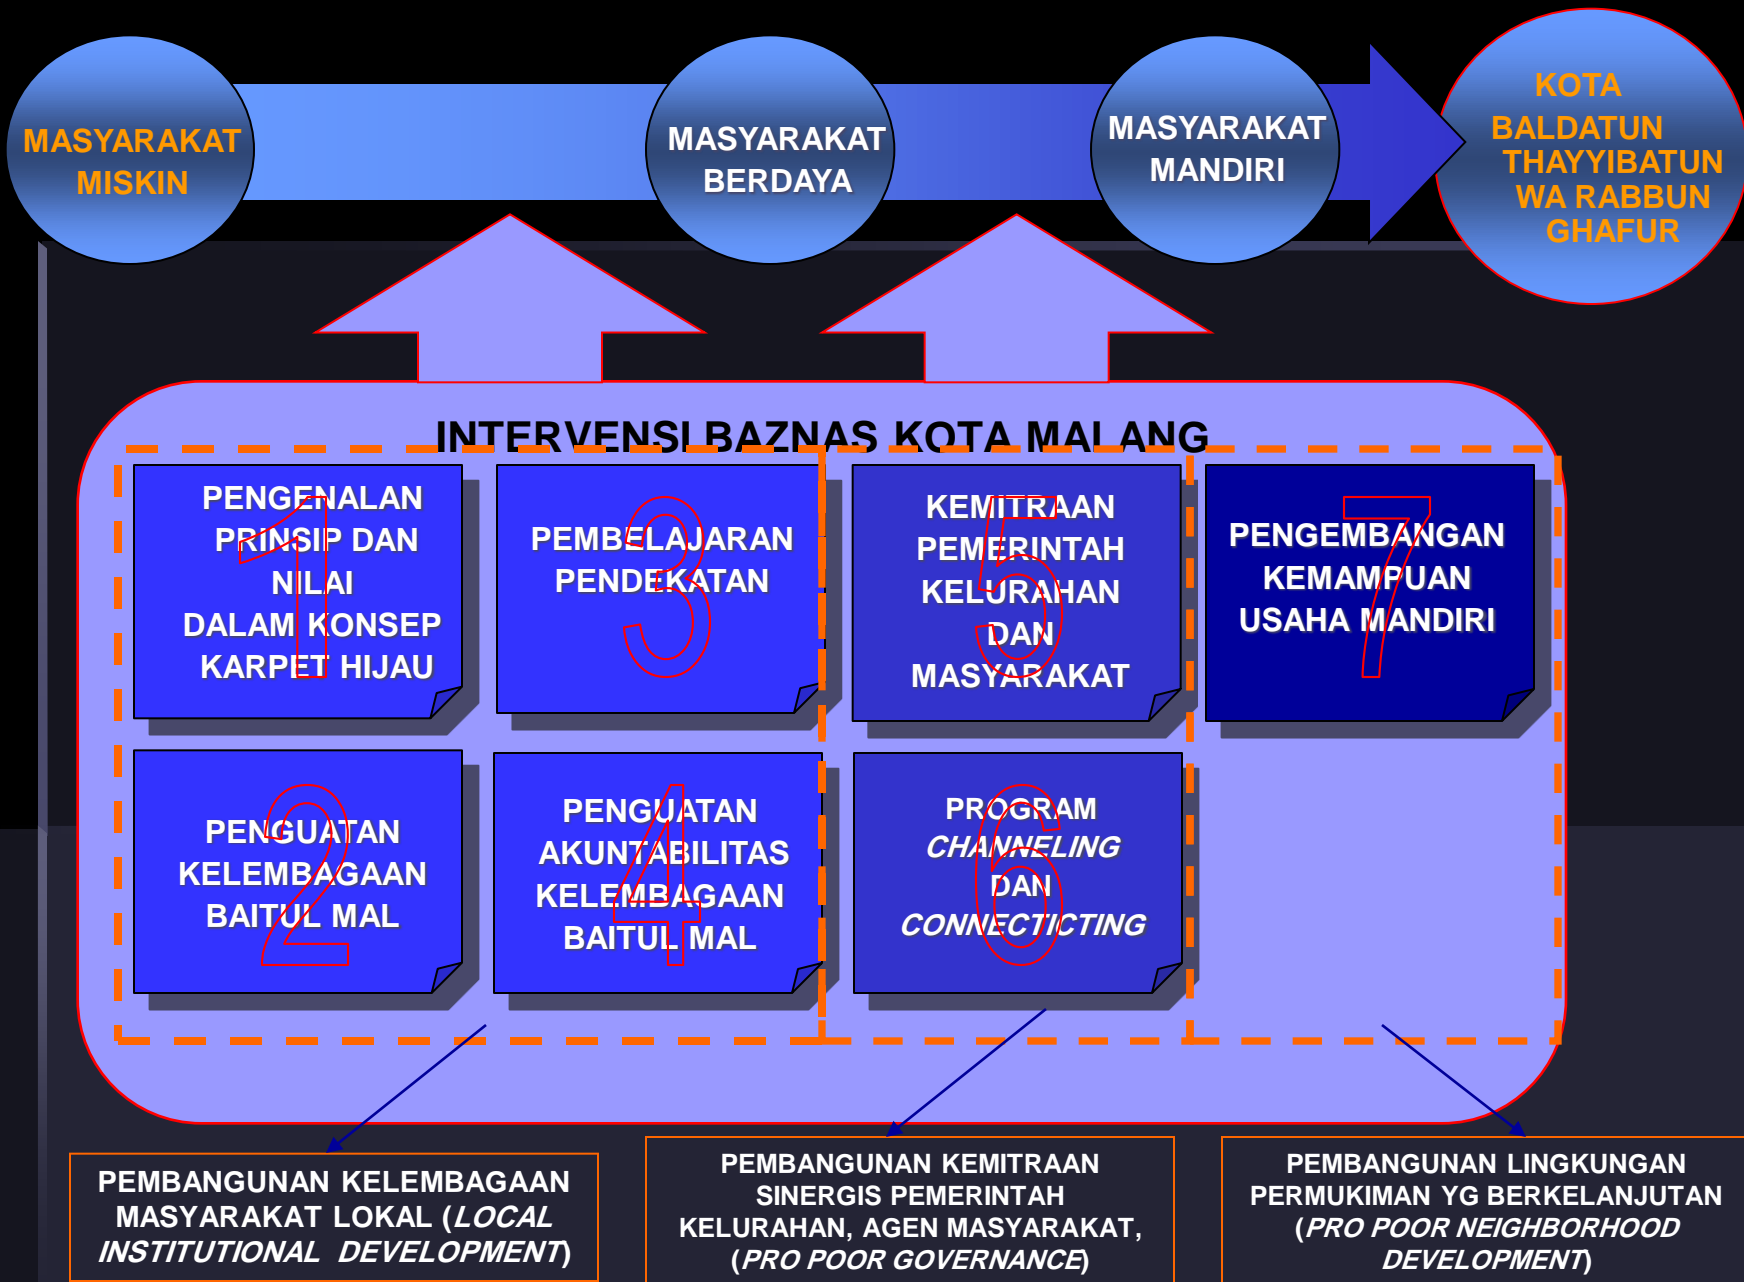 MASYARAKAT
MISKIN
MASYARAKAT
BERDAYA
MASYARAKAT
MANDIRI
KOTA
BALDATUN
THAYYIBATUN
WA RABBUN
GHAFUR
INTERVENSI BAZNAS KOTA MALANG
1
PENGENALAN
PRINSIP DAN
NILAI
DALAM KONSEP
KARPET HIJAU
3
PEMBELAJARAN
PENDEKATAN
5
KEMITRAAN
PEMERINTAH
KELURAHAN
DAN
MASYARAKAT
7
PENGEMBANGAN
KEMAMPUAN
USAHA MANDIRI
2
PENGUATAN
KELEMBAGAAN
BAITUL MAL
4
PENGUATAN
AKUNTABILITAS
KELEMBAGAAN
BAITUL MAL
6
PROGRAM
CHANNELING
DAN
CONNECTICTING
PEMBANGUNAN KELEMBAGAAN
MASYARAKAT LOKAL (LOCAL
INSTITUTIONAL DEVELOPMENT)
PEMBANGUNAN KEMITRAAN
SINERGIS PEMERINTAH
KELURAHAN, AGEN MASYARAKAT,
(PRO POOR GOVERNANCE)
PEMBANGUNAN LINGKUNGAN
PERMUKIMAN YG BERKELANJUTAN
(PRO POOR NEIGHBORHOOD
DEVELOPMENT)